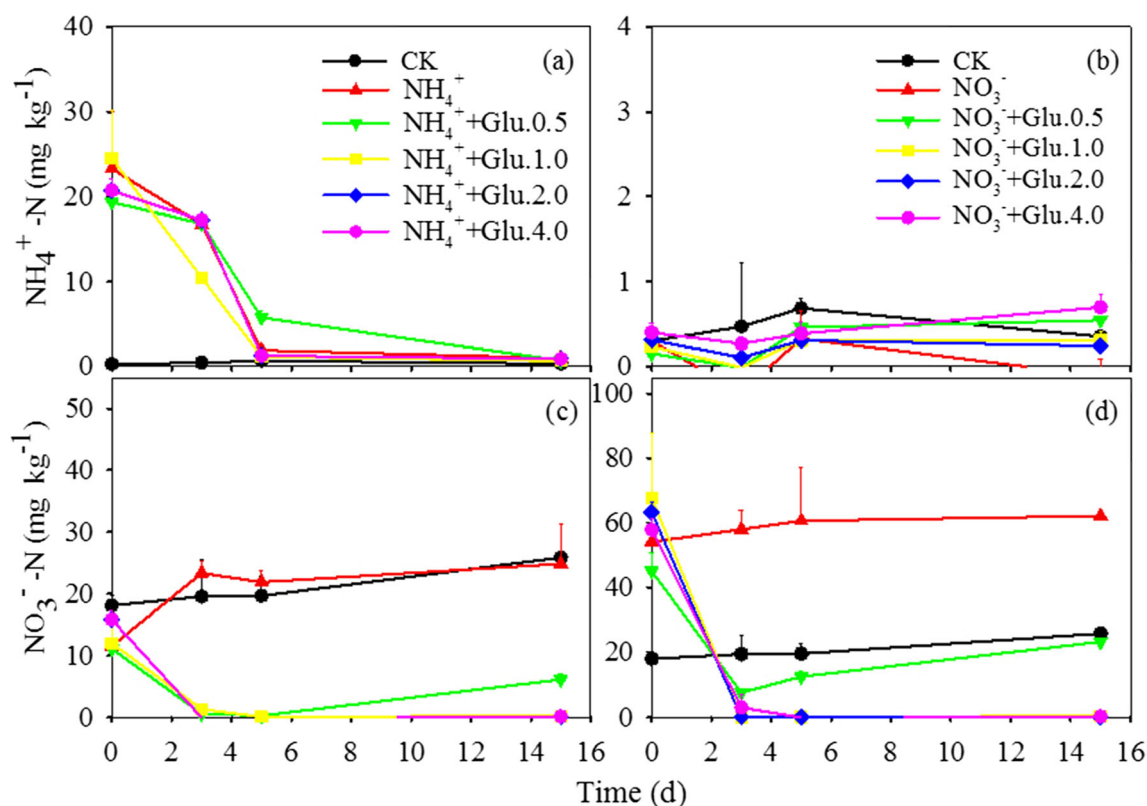 40
30
20
10
0
NH₄⁺ -N (mg kg⁻¹)
(a)
CK
NH₄⁺
NH₄⁺+Glu.0.5
NH₄⁺+Glu.1.0
NH₄⁺+Glu.2.0
NH₄⁺+Glu.4.0
4
3
2
1
0
(b)
CK
NO₃⁻
NO₃⁻+Glu.0.5
NO₃⁻+Glu.1.0
NO₃⁻+Glu.2.0
NO₃⁻+Glu.4.0
50
40
30
20
10
0
NO₃⁻ -N (mg kg⁻¹)
(c)
0 2 4 6 8 10 12 14 16
100
80
60
40
20
0
(d)
0 2 4 6 8 10 12 14 16
Time (d)